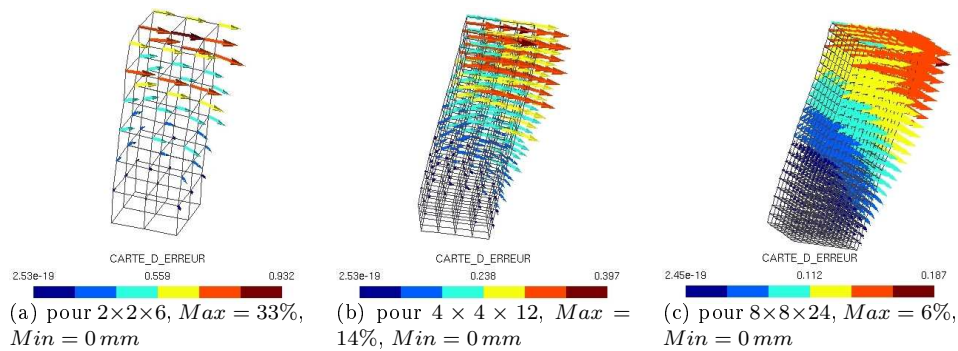 CARTE_D_ERREUR
2.53e-19 0.559 0.932
(a) pour 2×2×6, Max = 33%,
Min = 0 mm
CARTE_D_ERREUR
2.53e-19 0.238 0.397
(b) pour 4 × 4 × 12, Max =
14%, Min = 0 mm
CARTE_D_ERREUR
2.45e-19 0.112 0.187
(c) pour 8×8×24, Max = 6%,
Min = 0 mm